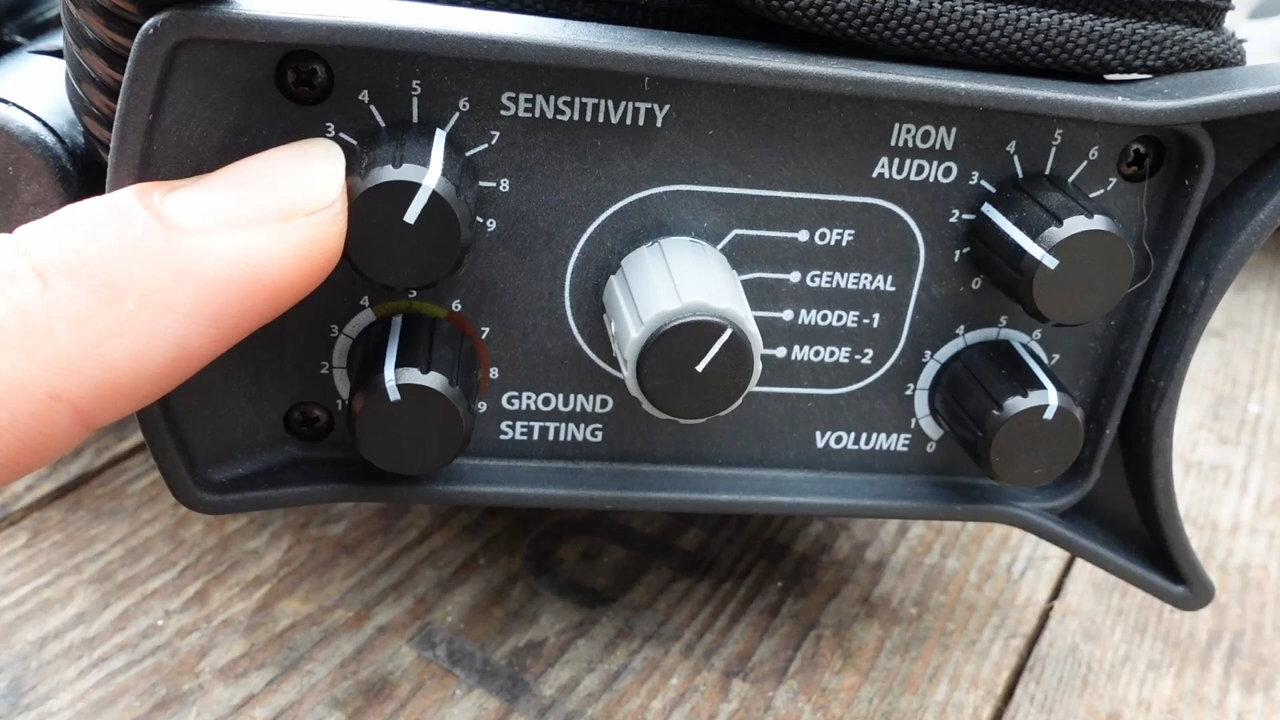 SENSITIVITY
3 4 5 6 7 8 9
IRON
AUDIO
0 1 2 3 4 5 6 7
OFF
GENERAL
MODE -1
MODE -2
1 2 3 4 5 6 7 8 9
GROUND
SETTING
VOLUME
0 1 2 3 4 5 6 7